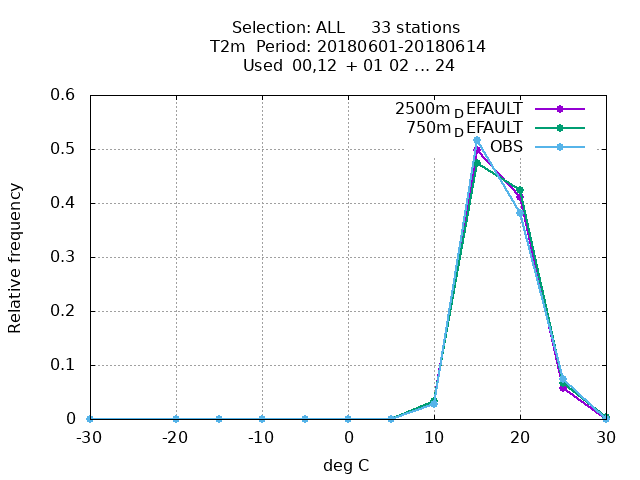 Selection: ALL 33 stations
T2m Period: 20180601-20180614
Used 00,12 + 01 02 ... 24
0.6
0.5
0.4
0.3
0.2
0.1
0
Relative frequency
2500m_DEFAULT
750m_DEFAULT
OBS
-30 -20 -10 0 10 20 30
deg C